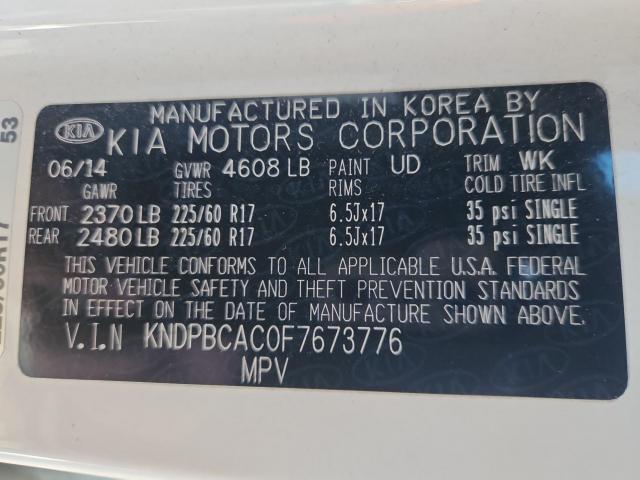 MANUFACTURED IN KOREA BY
KIA KIA MOTORS CORPORATION
06/14 GVWR 4608 LB PAINT UD TRIM WK
GAWR TIRES RIMS COLD TIRE INFL
FRONT 2370 LB 225/60 R17 6.5Jx17 35 psi SINGLE
REAR 2480 LB 225/60 R17 6.5Jx17 35 psi SINGLE
THIS VEHICLE CONFORMS TO ALL APPLICABLE U.S.A. FEDERAL
MOTOR VEHICLE SAFETY AND THEFT PREVENTION STANDARDS
IN EFFECT ON THE DATE OF MANUFACTURE SHOWN ABOVE.
V.I.N KNDPBCAC0F7673776
MPV
53